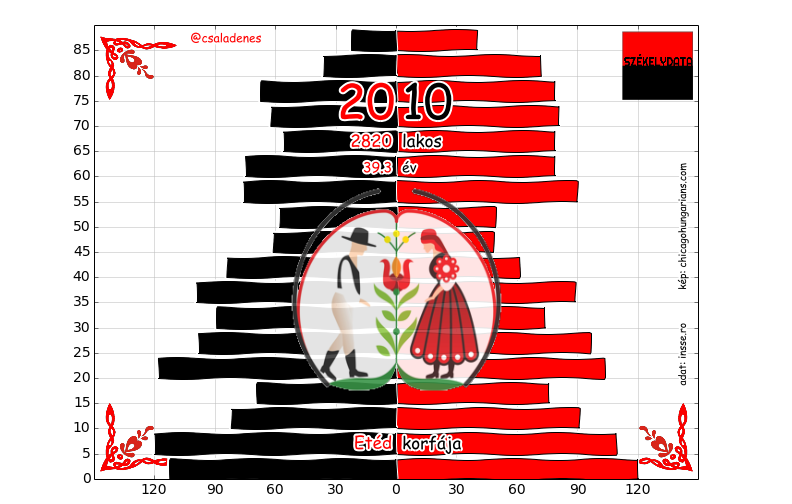 @csaladenes
SZÉKELYDATA
2010
2820 lakos
39.3 év
kép: chicagohungarians.com
adat: insse.ro
Etéd korfája
85
80
75
70
65
60
55
50
45
40
35
30
25
20
15
10
5
0
120 90 60 30 0 30 60 90 120